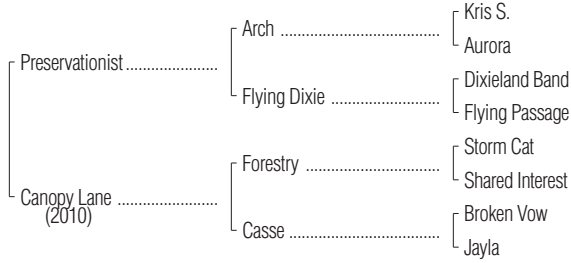 Kris S.
Arch ........................................
Aurora
Preservationist .......................
Dixieland Band
Flying Dixie ...........................
Flying Passage
Storm Cat
Forestry .................................
Shared Interest
Canopy Lane .........................
(2010)
Broken Vow
Casse ......................................
Jayla